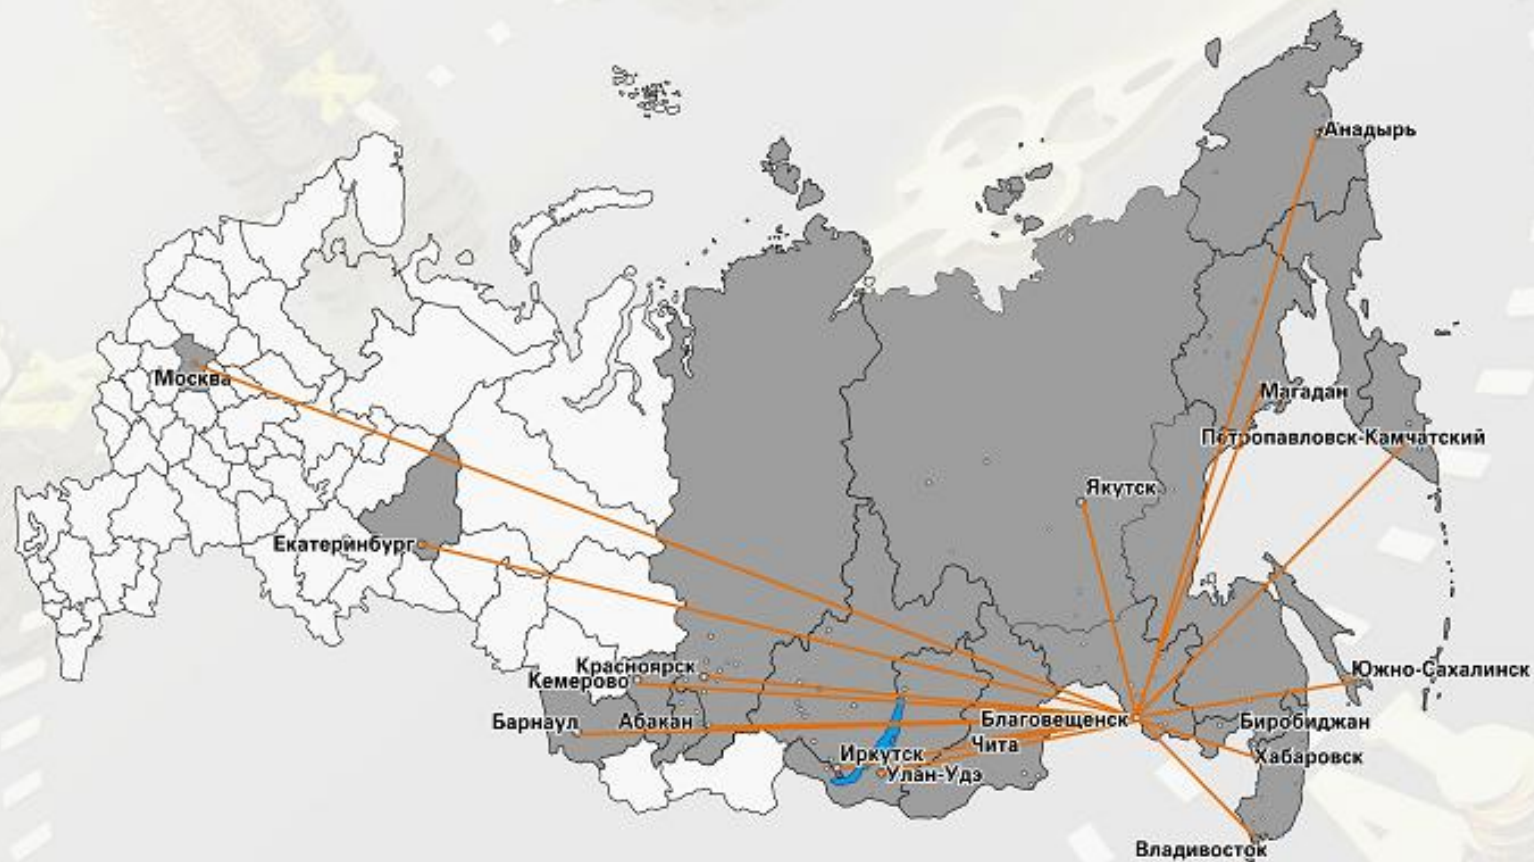 Анадырь
Москва
Магадан
Петропавловск-Камчатский
Якутск
Екатеринбург
Красноярск
Кемерово
Южно-Сахалинск
Барнаул
Абакан
Благовещенск
Биробиджан
Чита
Иркутск
Хабаровск
Улан-Удэ
Владивосток